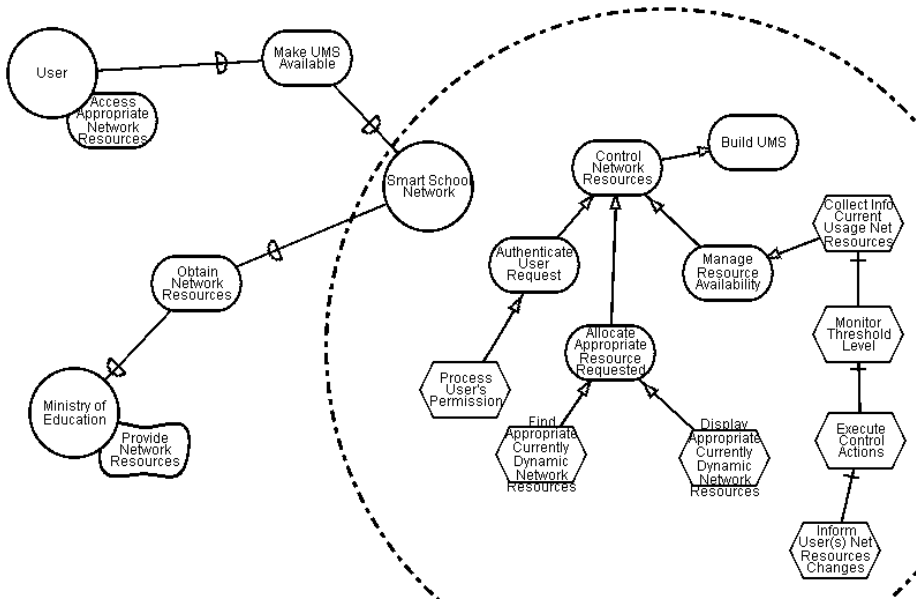 User
Access
Appropriate
Network
Resources
Make UMS
Available
Smart School
Network
Obtain
Network
Resources
Ministry of
Education
Provide
Network
Resources
Control
Network
Resources
Build UMS
Authenticate
User
Request
Manage
Resource
Availability
Collect Info
Current
Usage Net
Resources
Allocate
Appropriate
Resource
Requested
Monitor
Threshold
Level
Process
User's
Permission
Find
Appropriate
Currently
Dynamic
Network
Resources
Display
Appropriate
Currently
Dynamic
Network
Resources
Execute
Control
Actions
Inform
User(s) Net
Resources
Changes